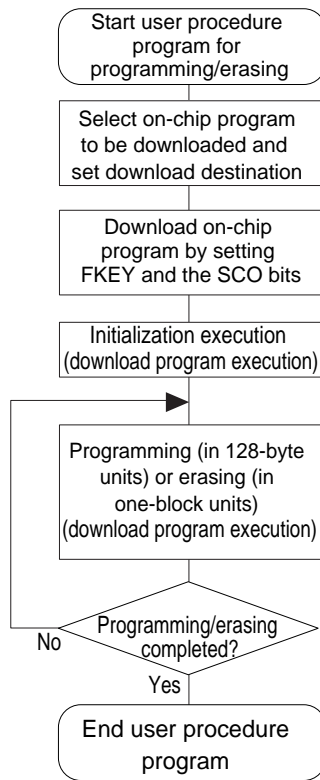 Start user procedure
program for
programming/erasing
Select on-chip program
to be downloaded and
set download destination
Download on-chip
program by setting
FKEY and the SCO bits
Initialization execution
(download program execution)
Programming (in 128-byte
units) or erasing (in
one-block units)
(download program execution)
Programming/erasing
completed?
No
Yes
End user procedure
program